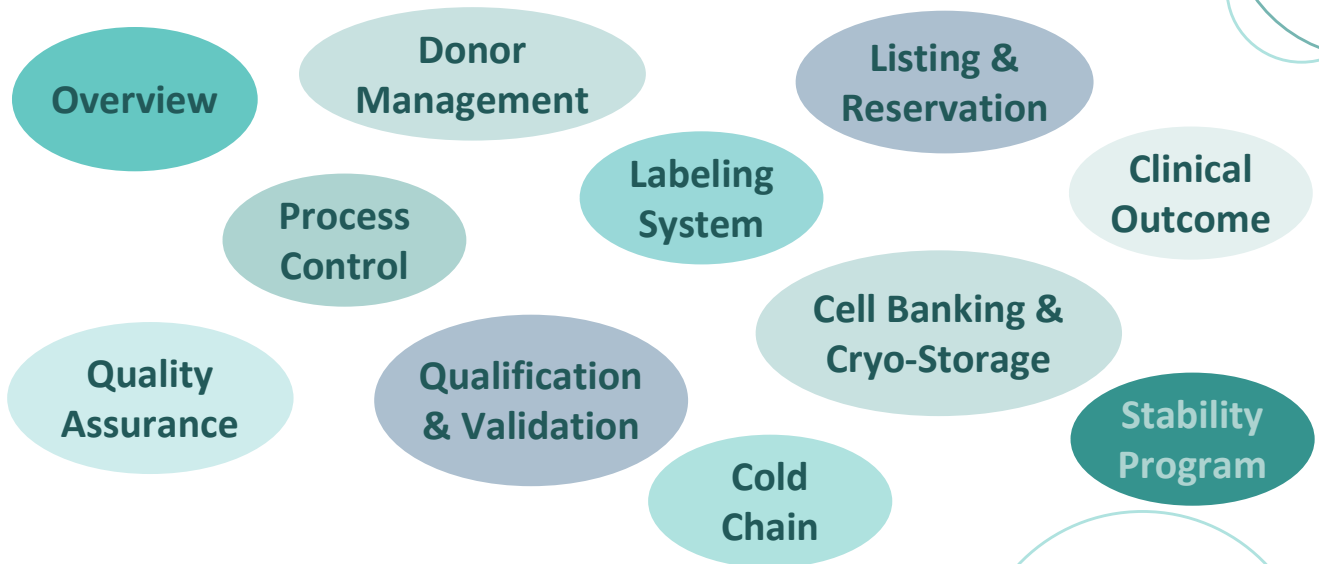 Overview
Donor
Management
Listing &
Reservation
Labeling
System
Clinical
Outcome
Process
Control
Cell Banking &
Cryo-Storage
Quality
Assurance
Qualification
& Validation
Stability
Program
Cold
Chain